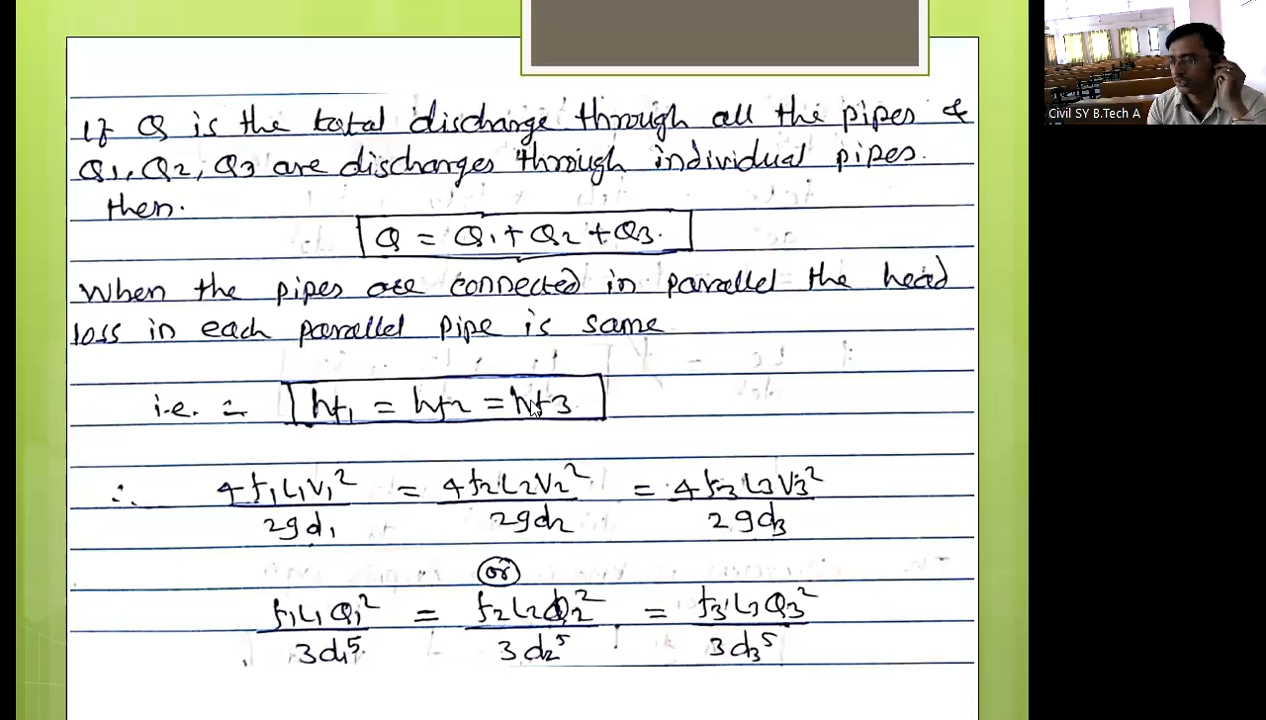 If Q is the total discharge through all the pipes &
Q1, Q2, Q3 are discharges through individual pipes.
then.
Q = Q1 + Q2 + Q3.
When the pipes are connected in parallel the head
loss in each parallel pipe is same
i.e. :- hf1 = hf2 = hf3
∴ 4f1L1V1²/2gd1 = 4f2L2V2²/2gd2 = 4f3L3V3²/2gd3
or
f1L1Q1²/3d1⁵ = f2L2Q2²/3d2⁵ = f3L3Q3²/3d3⁵
Civil SY B.Tech A